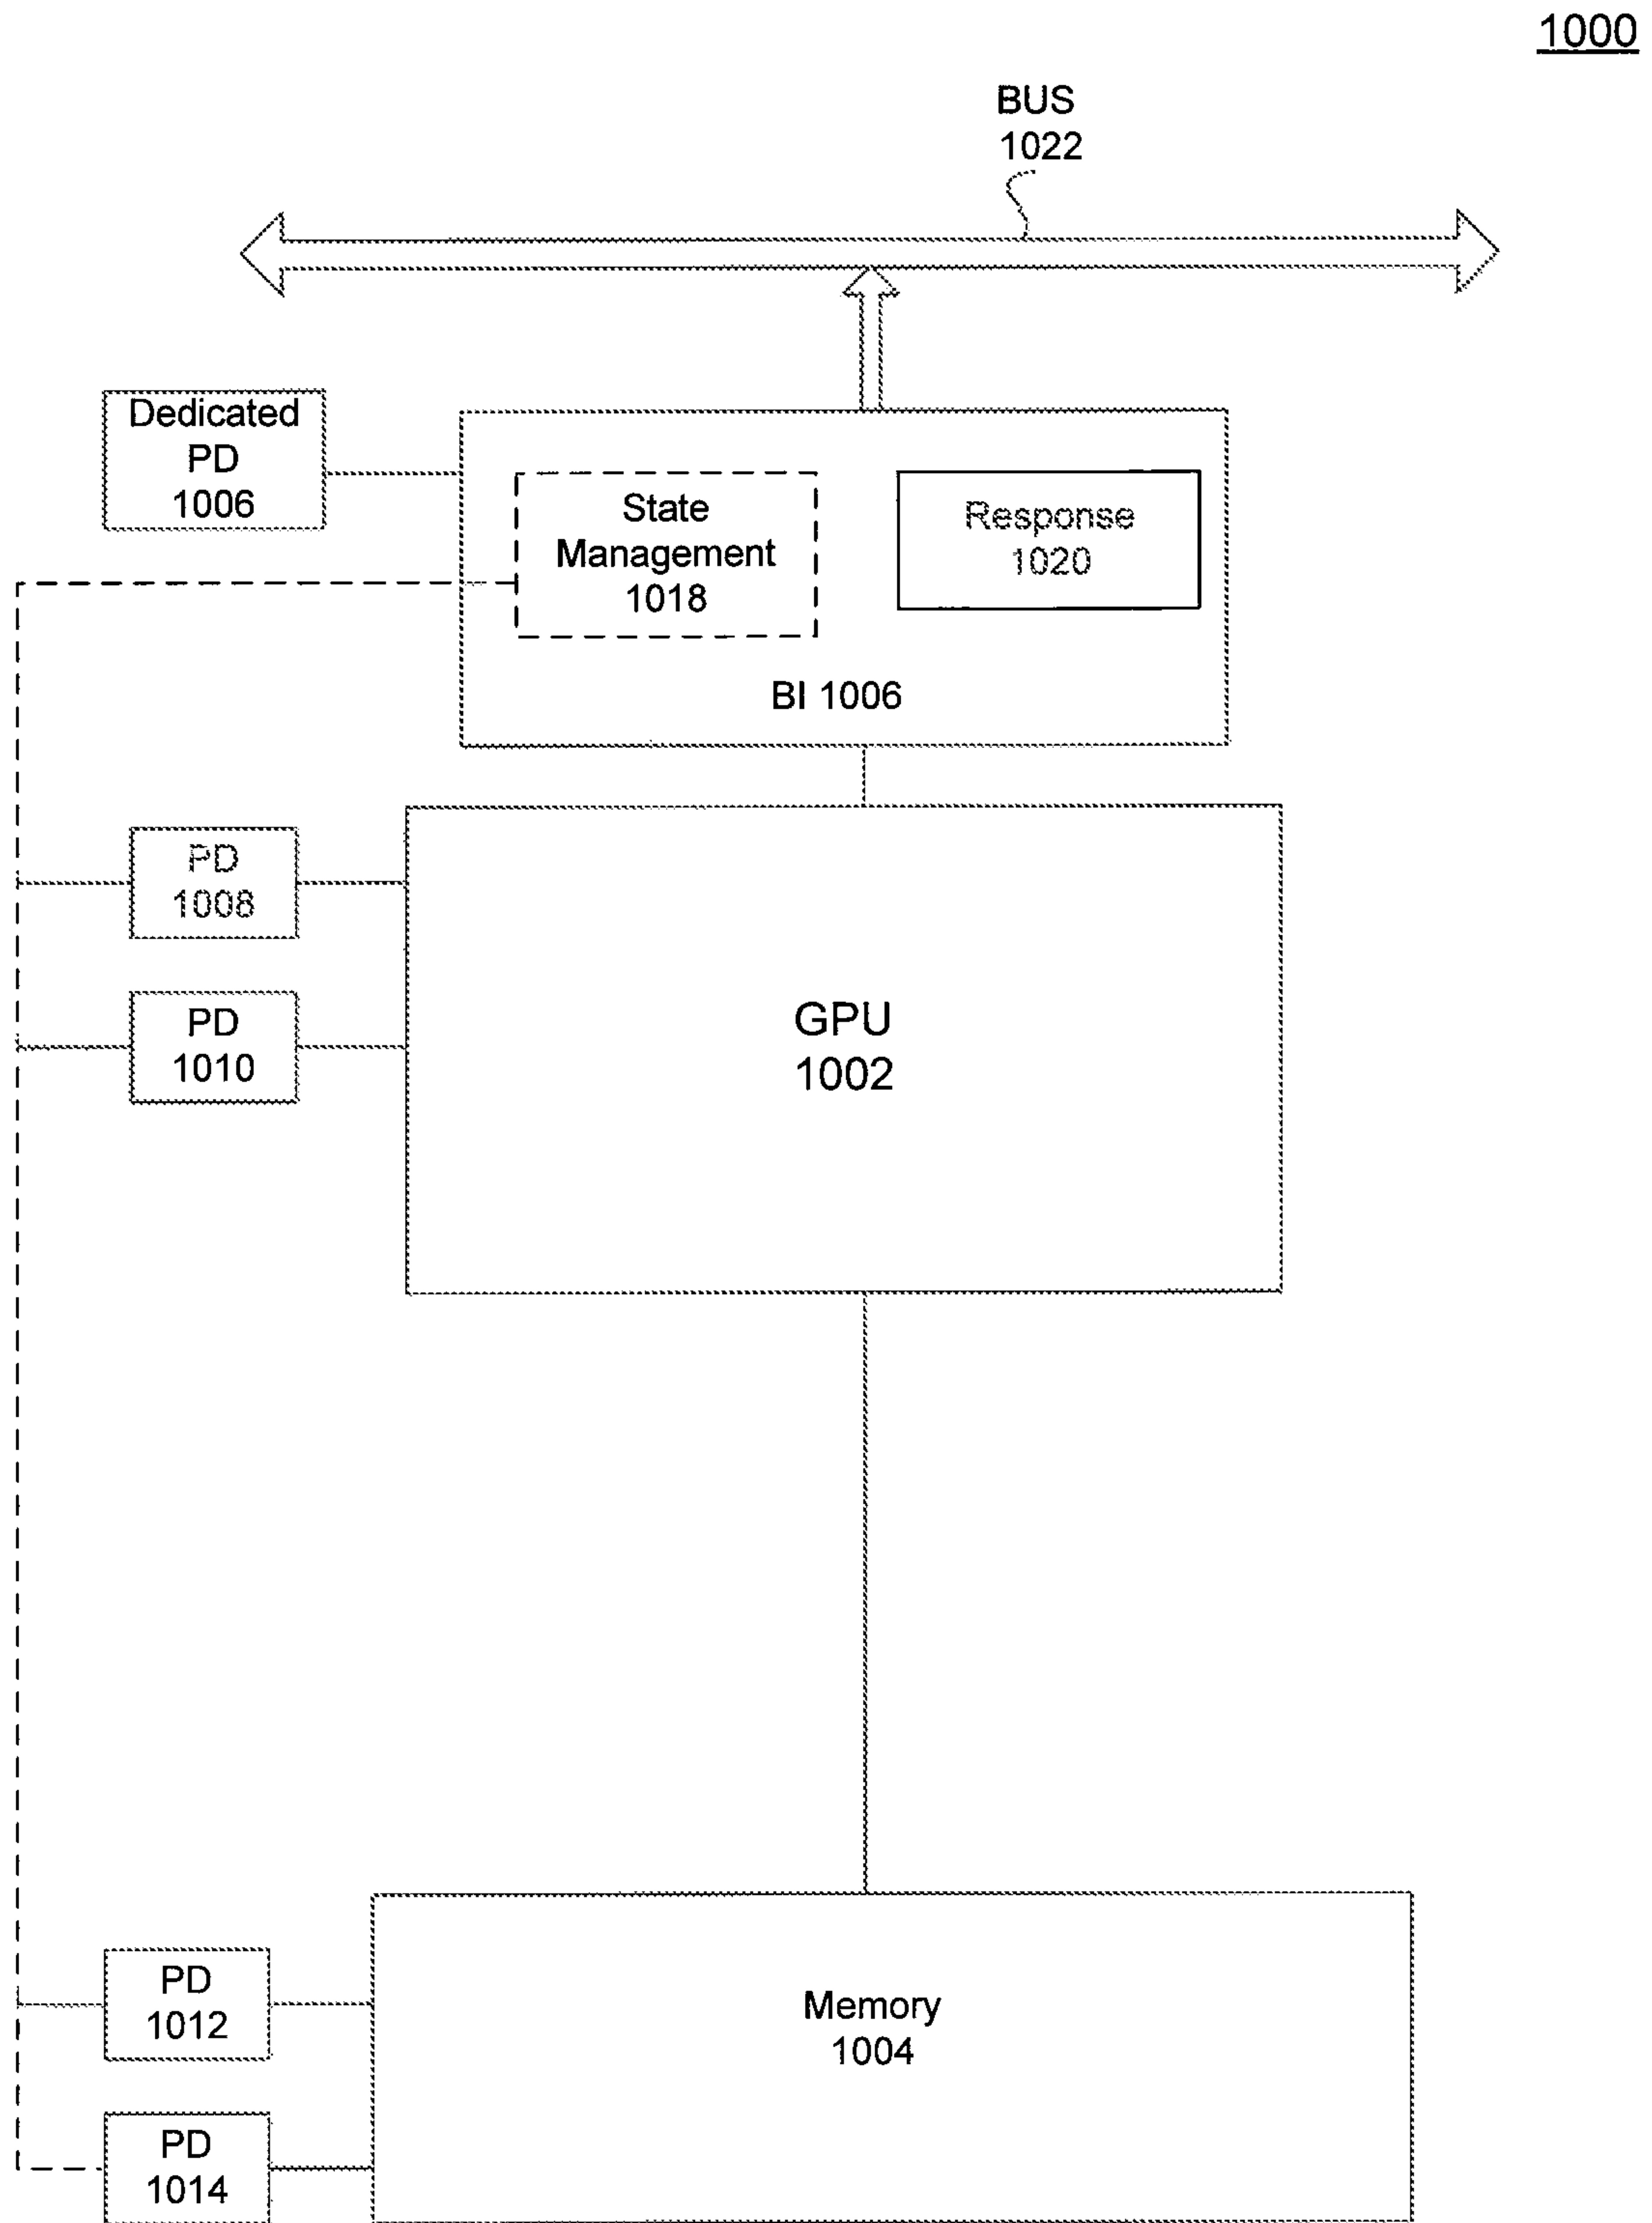 1000
BUS
1022
Dedicated
PD
1006
State
Management
1018
Response
1020
BI 1006
PD
1008
PD
1010
GPU
1002
PD
1012
Memory
1004
PD
1014